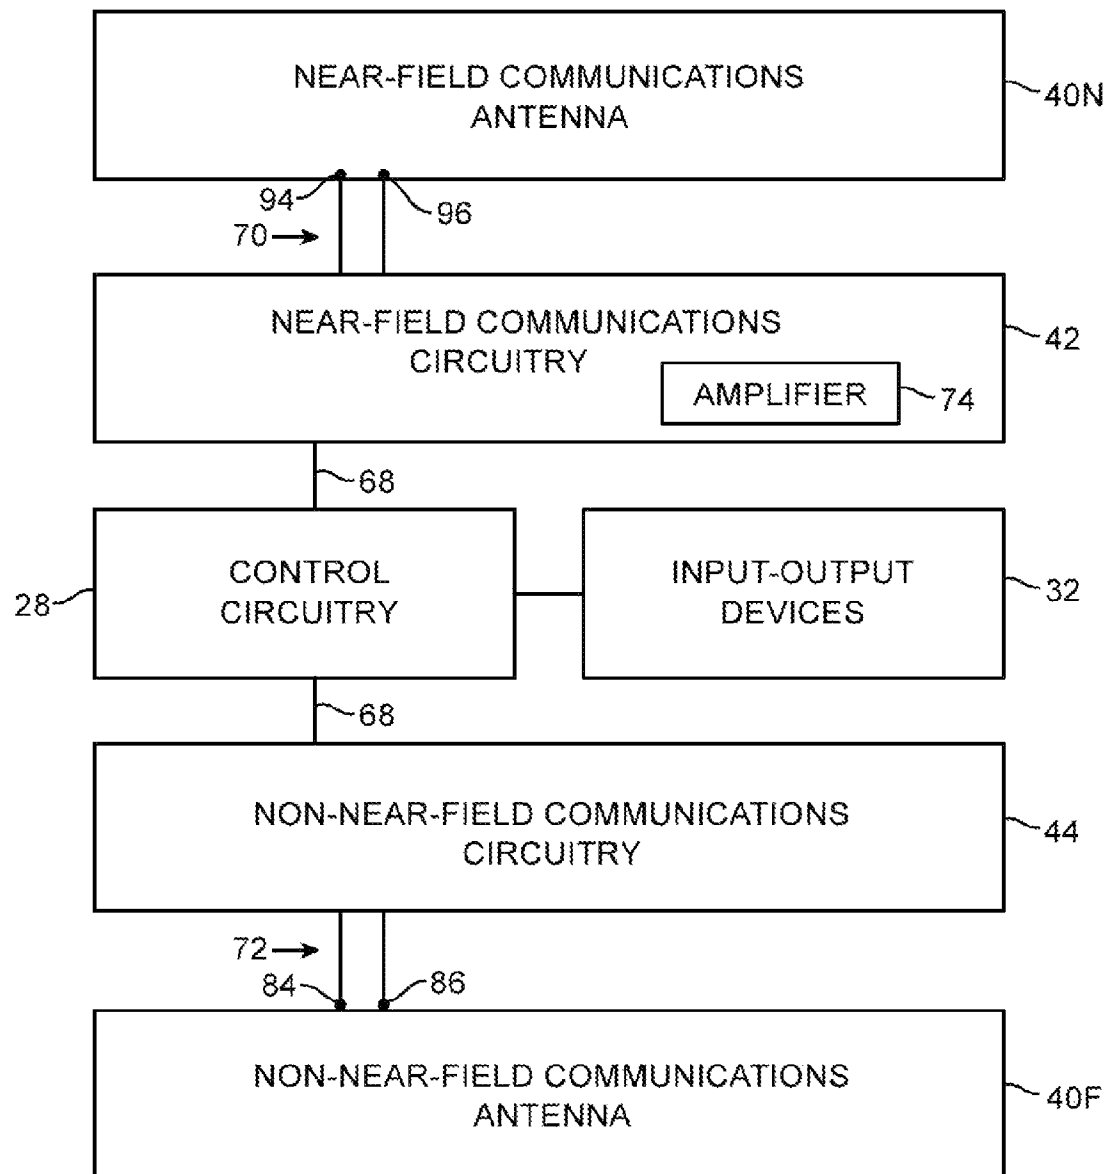 NEAR-FIELD COMMUNICATIONS
ANTENNA
40N
94
96
70
NEAR-FIELD COMMUNICATIONS
CIRCUITRY
42
AMPLIFIER
74
68
CONTROL
CIRCUITRY
28
INPUT-OUTPUT
DEVICES
32
68
NON-NEAR-FIELD COMMUNICATIONS
CIRCUITRY
44
72
84
86
NON-NEAR-FIELD COMMUNICATIONS
ANTENNA
40F